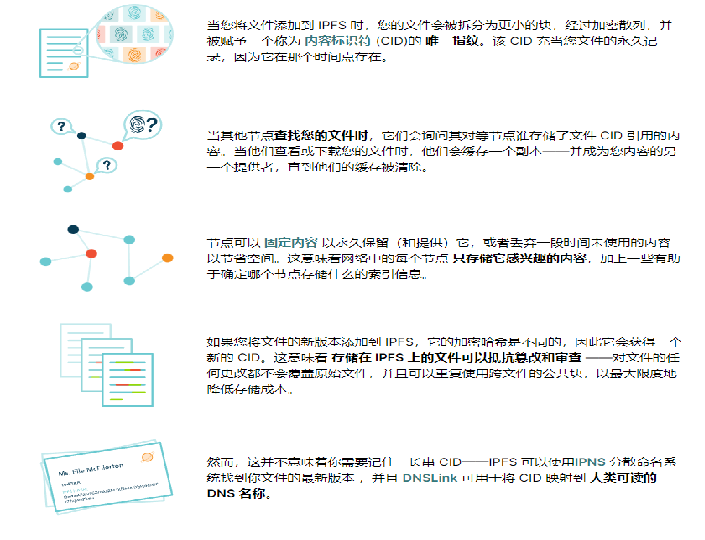 当您将文件添加到 IPFS 时，您的文件会被拆分为更小的块，经过加密散列，并
被赋予一个称为 内容标识符 (CID)的 唯一指纹。该 CID 充当您文件的永久记
录，因为它在那个时间点存在。
? ?
?
当其他节点查找您的文件时，它们会询问其对等节点谁存储了文件 CID 引用的内
容。当他们查看或下载您的文件时，他们会缓存一个副本——并成为您内容的另
一个提供者，直到他们的缓存被清除。
节点可以 固定内容 以永久保留（和提供）它，或者丢弃一段时间未使用的内容
以节省空间。这意味着网络中的每个节点 只存储它感兴趣的内容，加上一些有助
于确定哪个节点存储什么的索引信息。
如果您将文件的新版本添加到 IPFS，它的加密哈希是不同的，因此它会获得一个
新的 CID。这意味着 存储在 IPFS 上的文件可以抵抗篡改和审查 ——对文件的任
何更改都不会覆盖原始文件，并且可以重复使用跨文件的公共块，以最大限度地
降低存储成本。
Mr. File McFileston
然而，这并不意味着你需要记住一长串 CID——IPFS 可以使用IPNS 分散命名系
统找到你文件的最新版本 ，并且 DNSLink 可用于将 CID 映射到 人类可读的
DNS 名称。